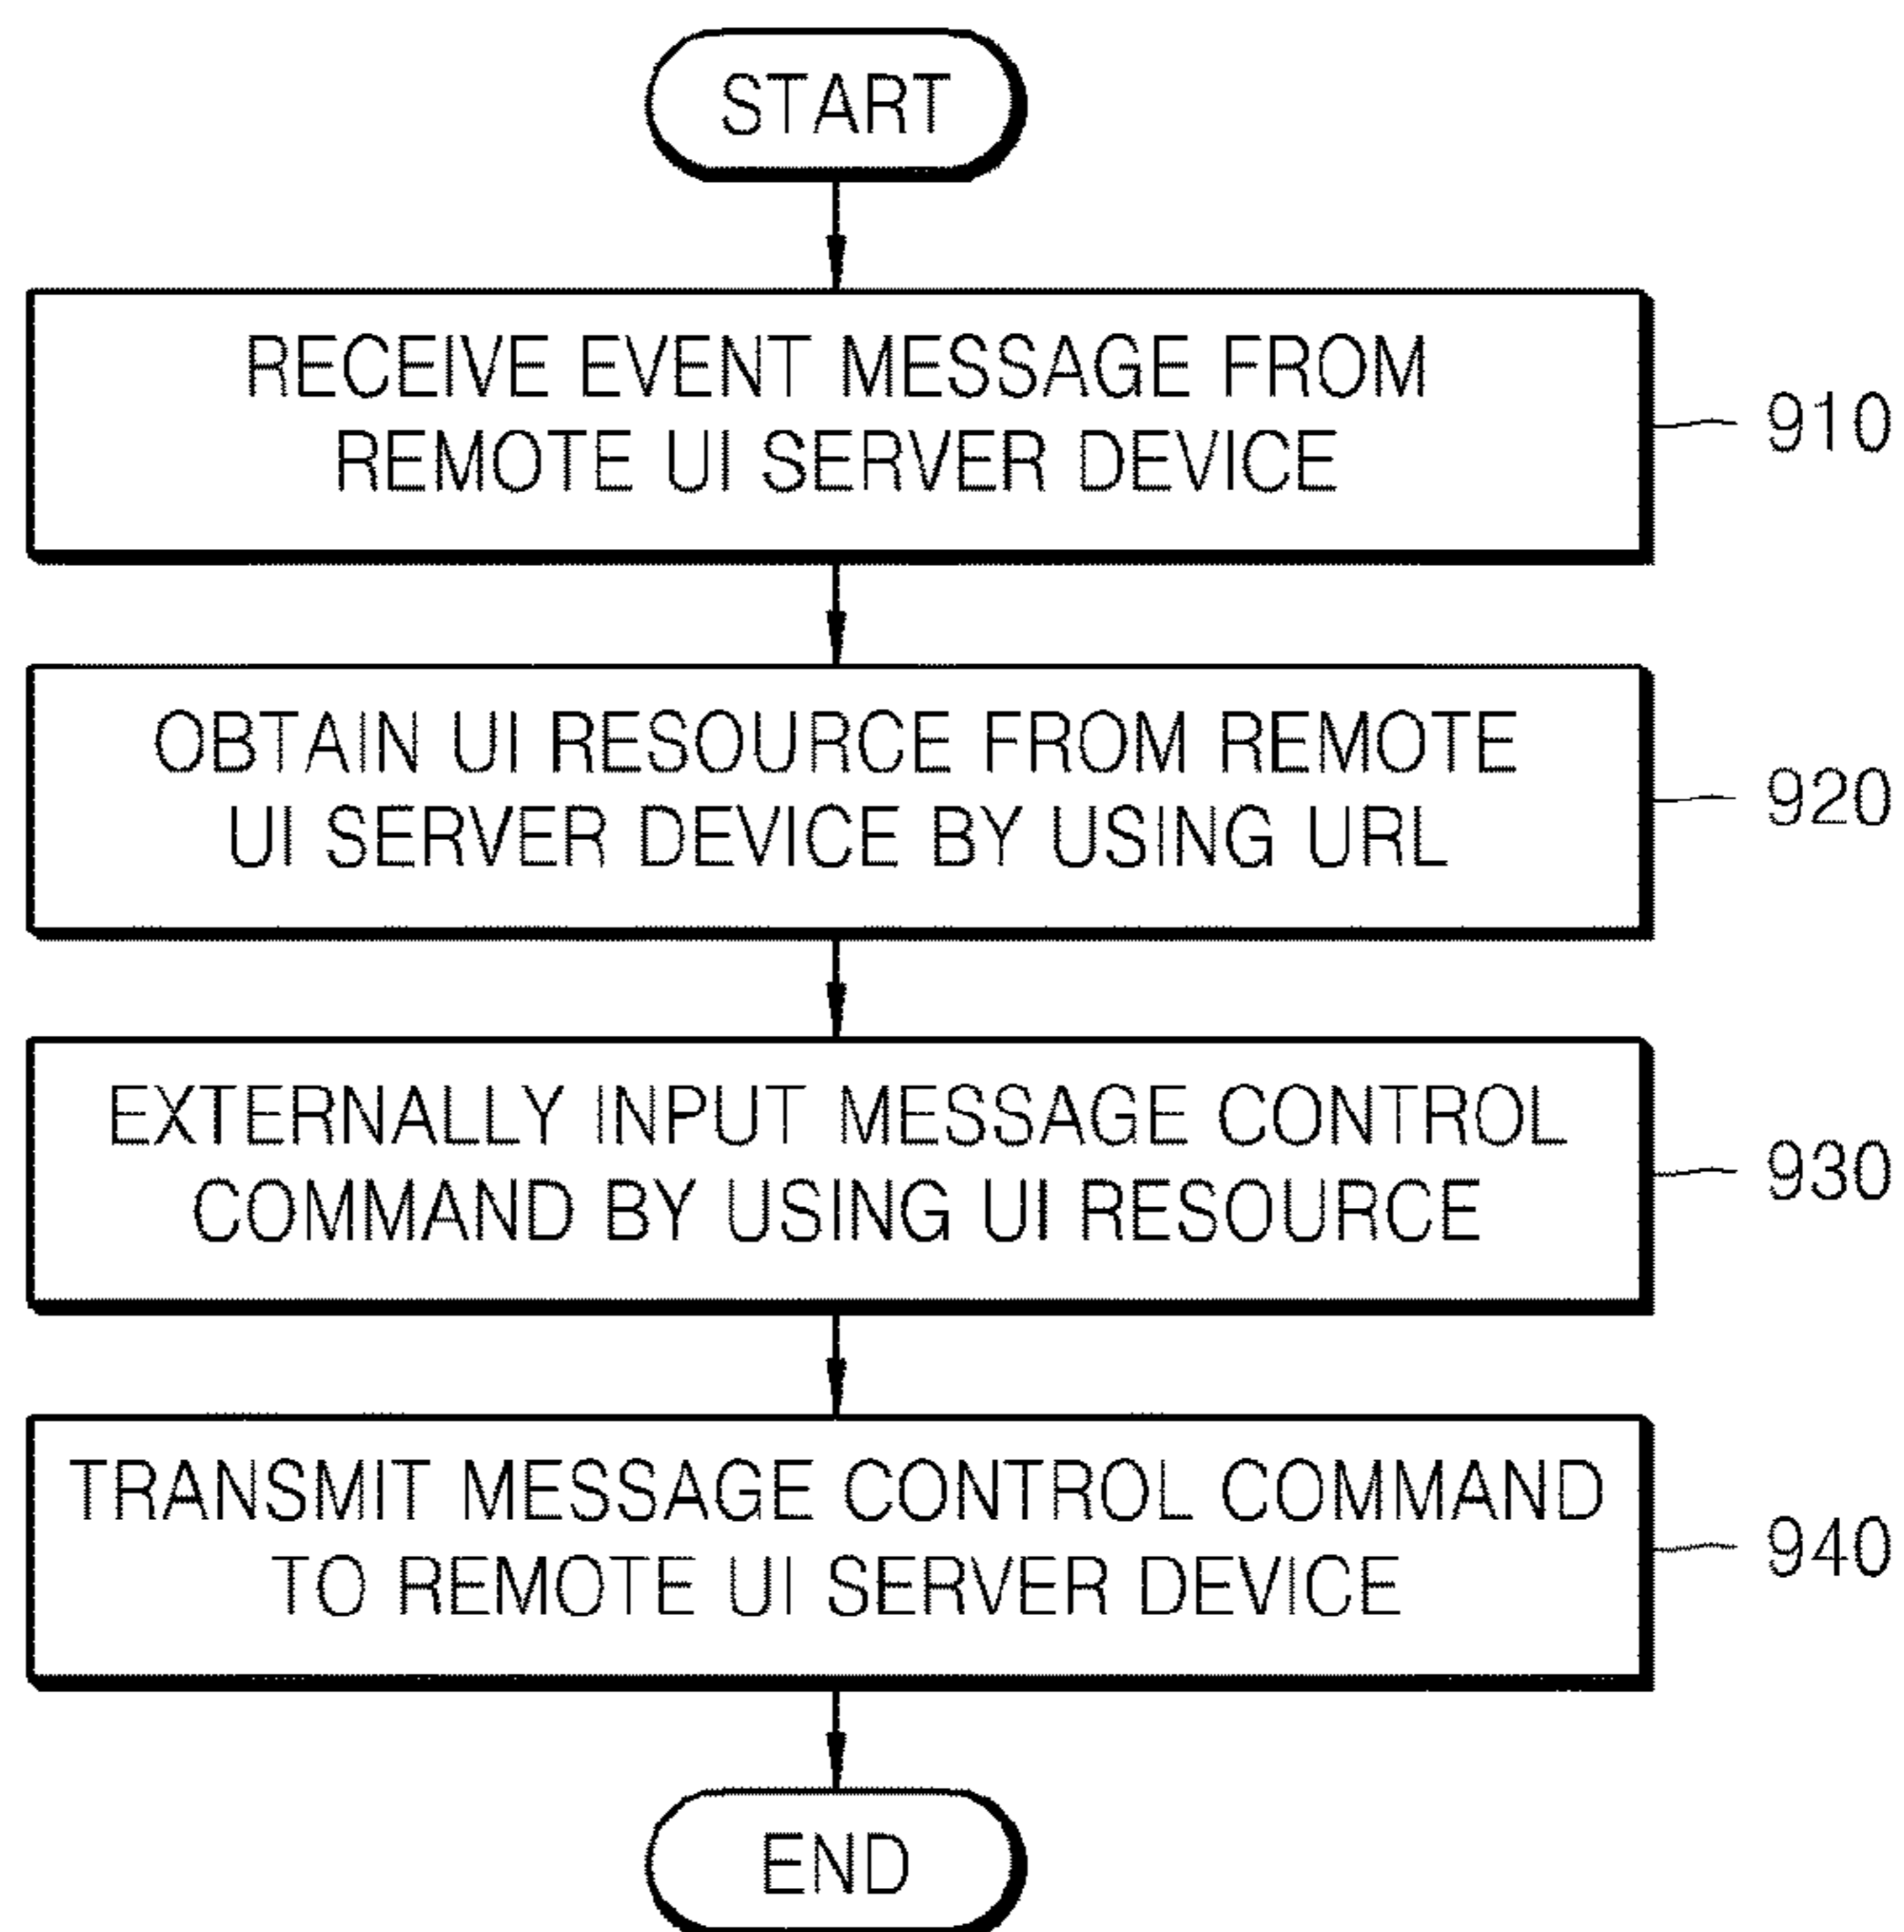 START
RECEIVE EVENT MESSAGE FROM
REMOTE UI SERVER DEVICE
910
OBTAIN UI RESOURCE FROM REMOTE
UI SERVER DEVICE BY USING URL
920
EXTERNALLY INPUT MESSAGE CONTROL
COMMAND BY USING UI RESOURCE
930
TRANSMIT MESSAGE CONTROL COMMAND
TO REMOTE UI SERVER DEVICE
940
END